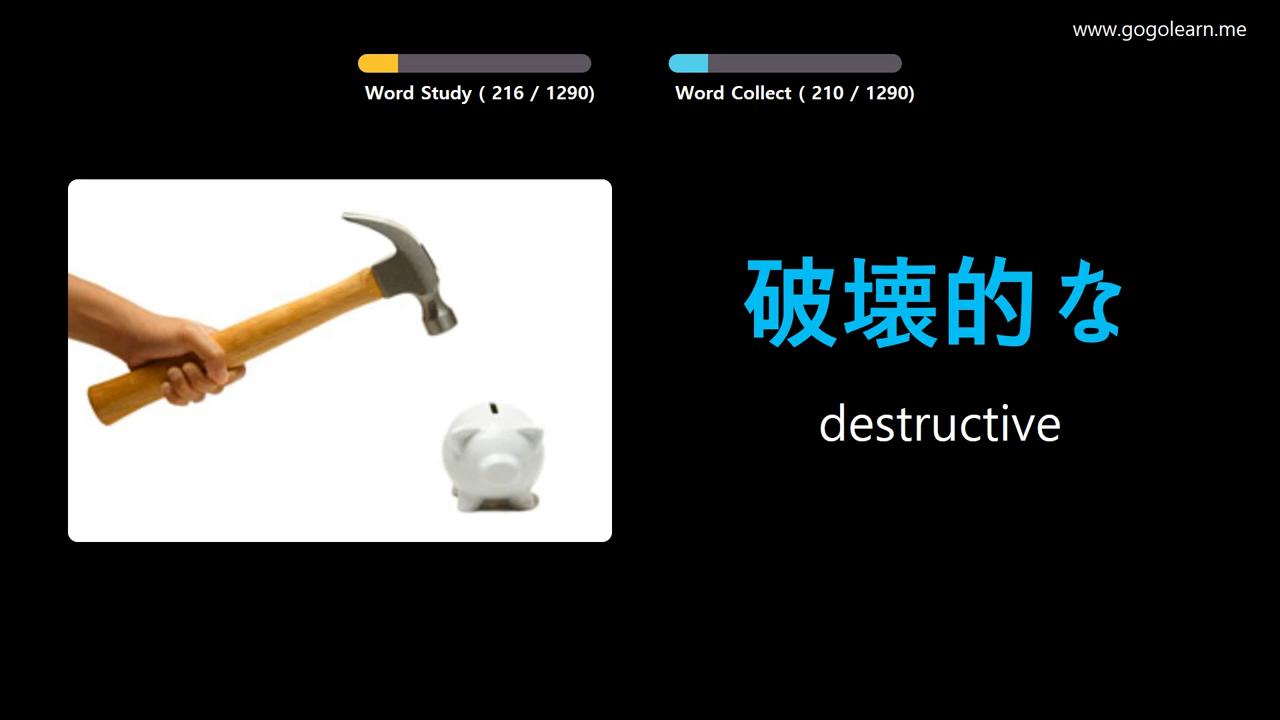 www.gogolearn.me
Word Study ( 216 / 1290)
Word Collect ( 210 / 1290)
破壊的な
destructive